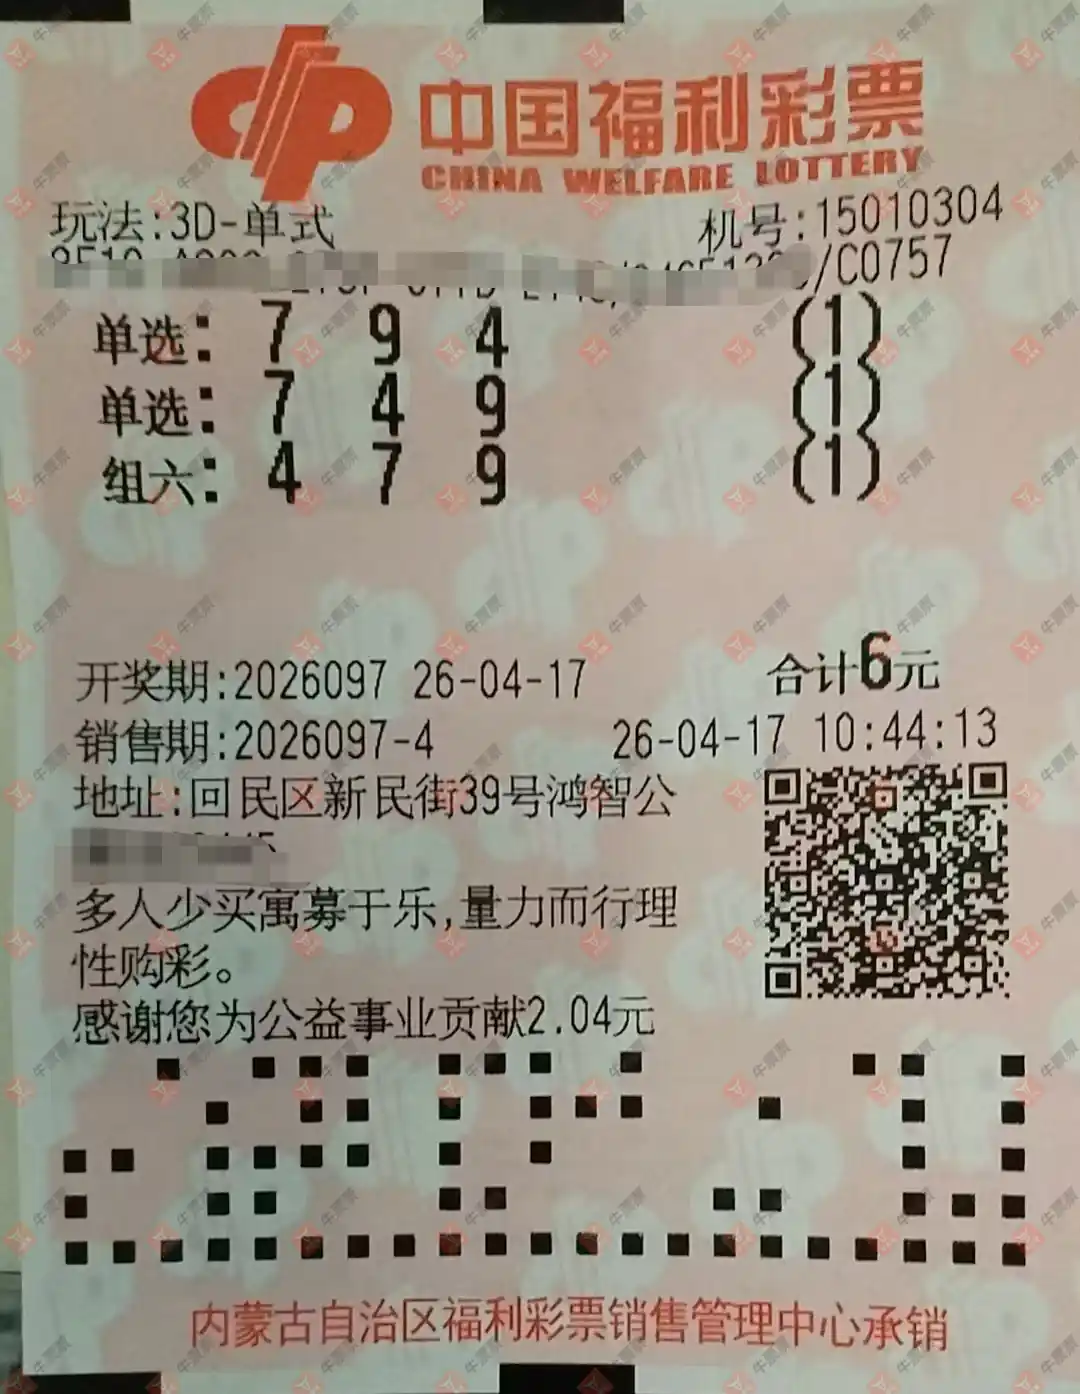 中国福利彩票
CHINA WELFARE LOTTERY
玩法:3D-单式 机号:15010304
/C0757
单选: 7 9 4 (1)
单选: 7 4 9 (1)
组六: 4 7 9 (1)
开奖期:2026097 26-04-17 合计6元
销售期:2026097-4 26-04-17 10:44:13
地址:回民区新民街39号鸿智公
多人少买寓募于乐,量力而行理
性购彩。
感谢您为公益事业贡献2.04元
内蒙古自治区福利彩票销售管理中心承销
牛票票